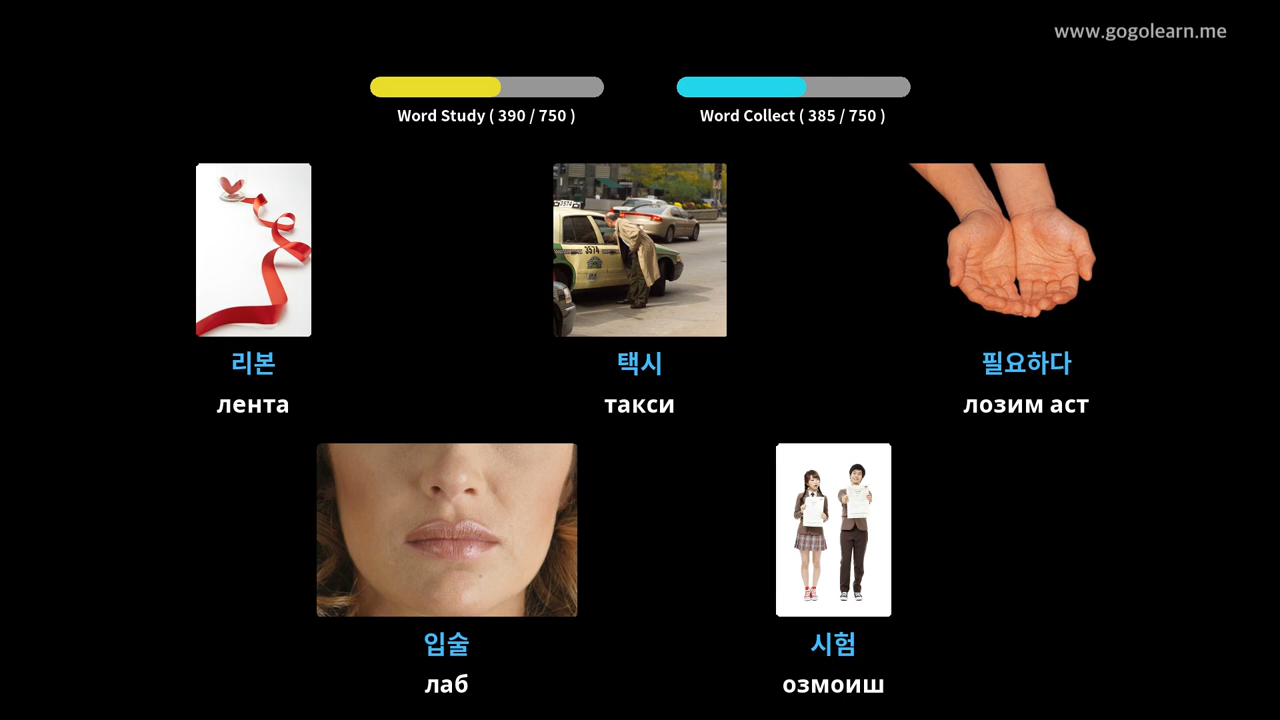 www.gogolearn.me
Word Study ( 390 / 750 )
Word Collect ( 385 / 750 )
3574
리본
택시
필요하다
лента
такси
лозим аст
입술
시험
лаб
озмоиш